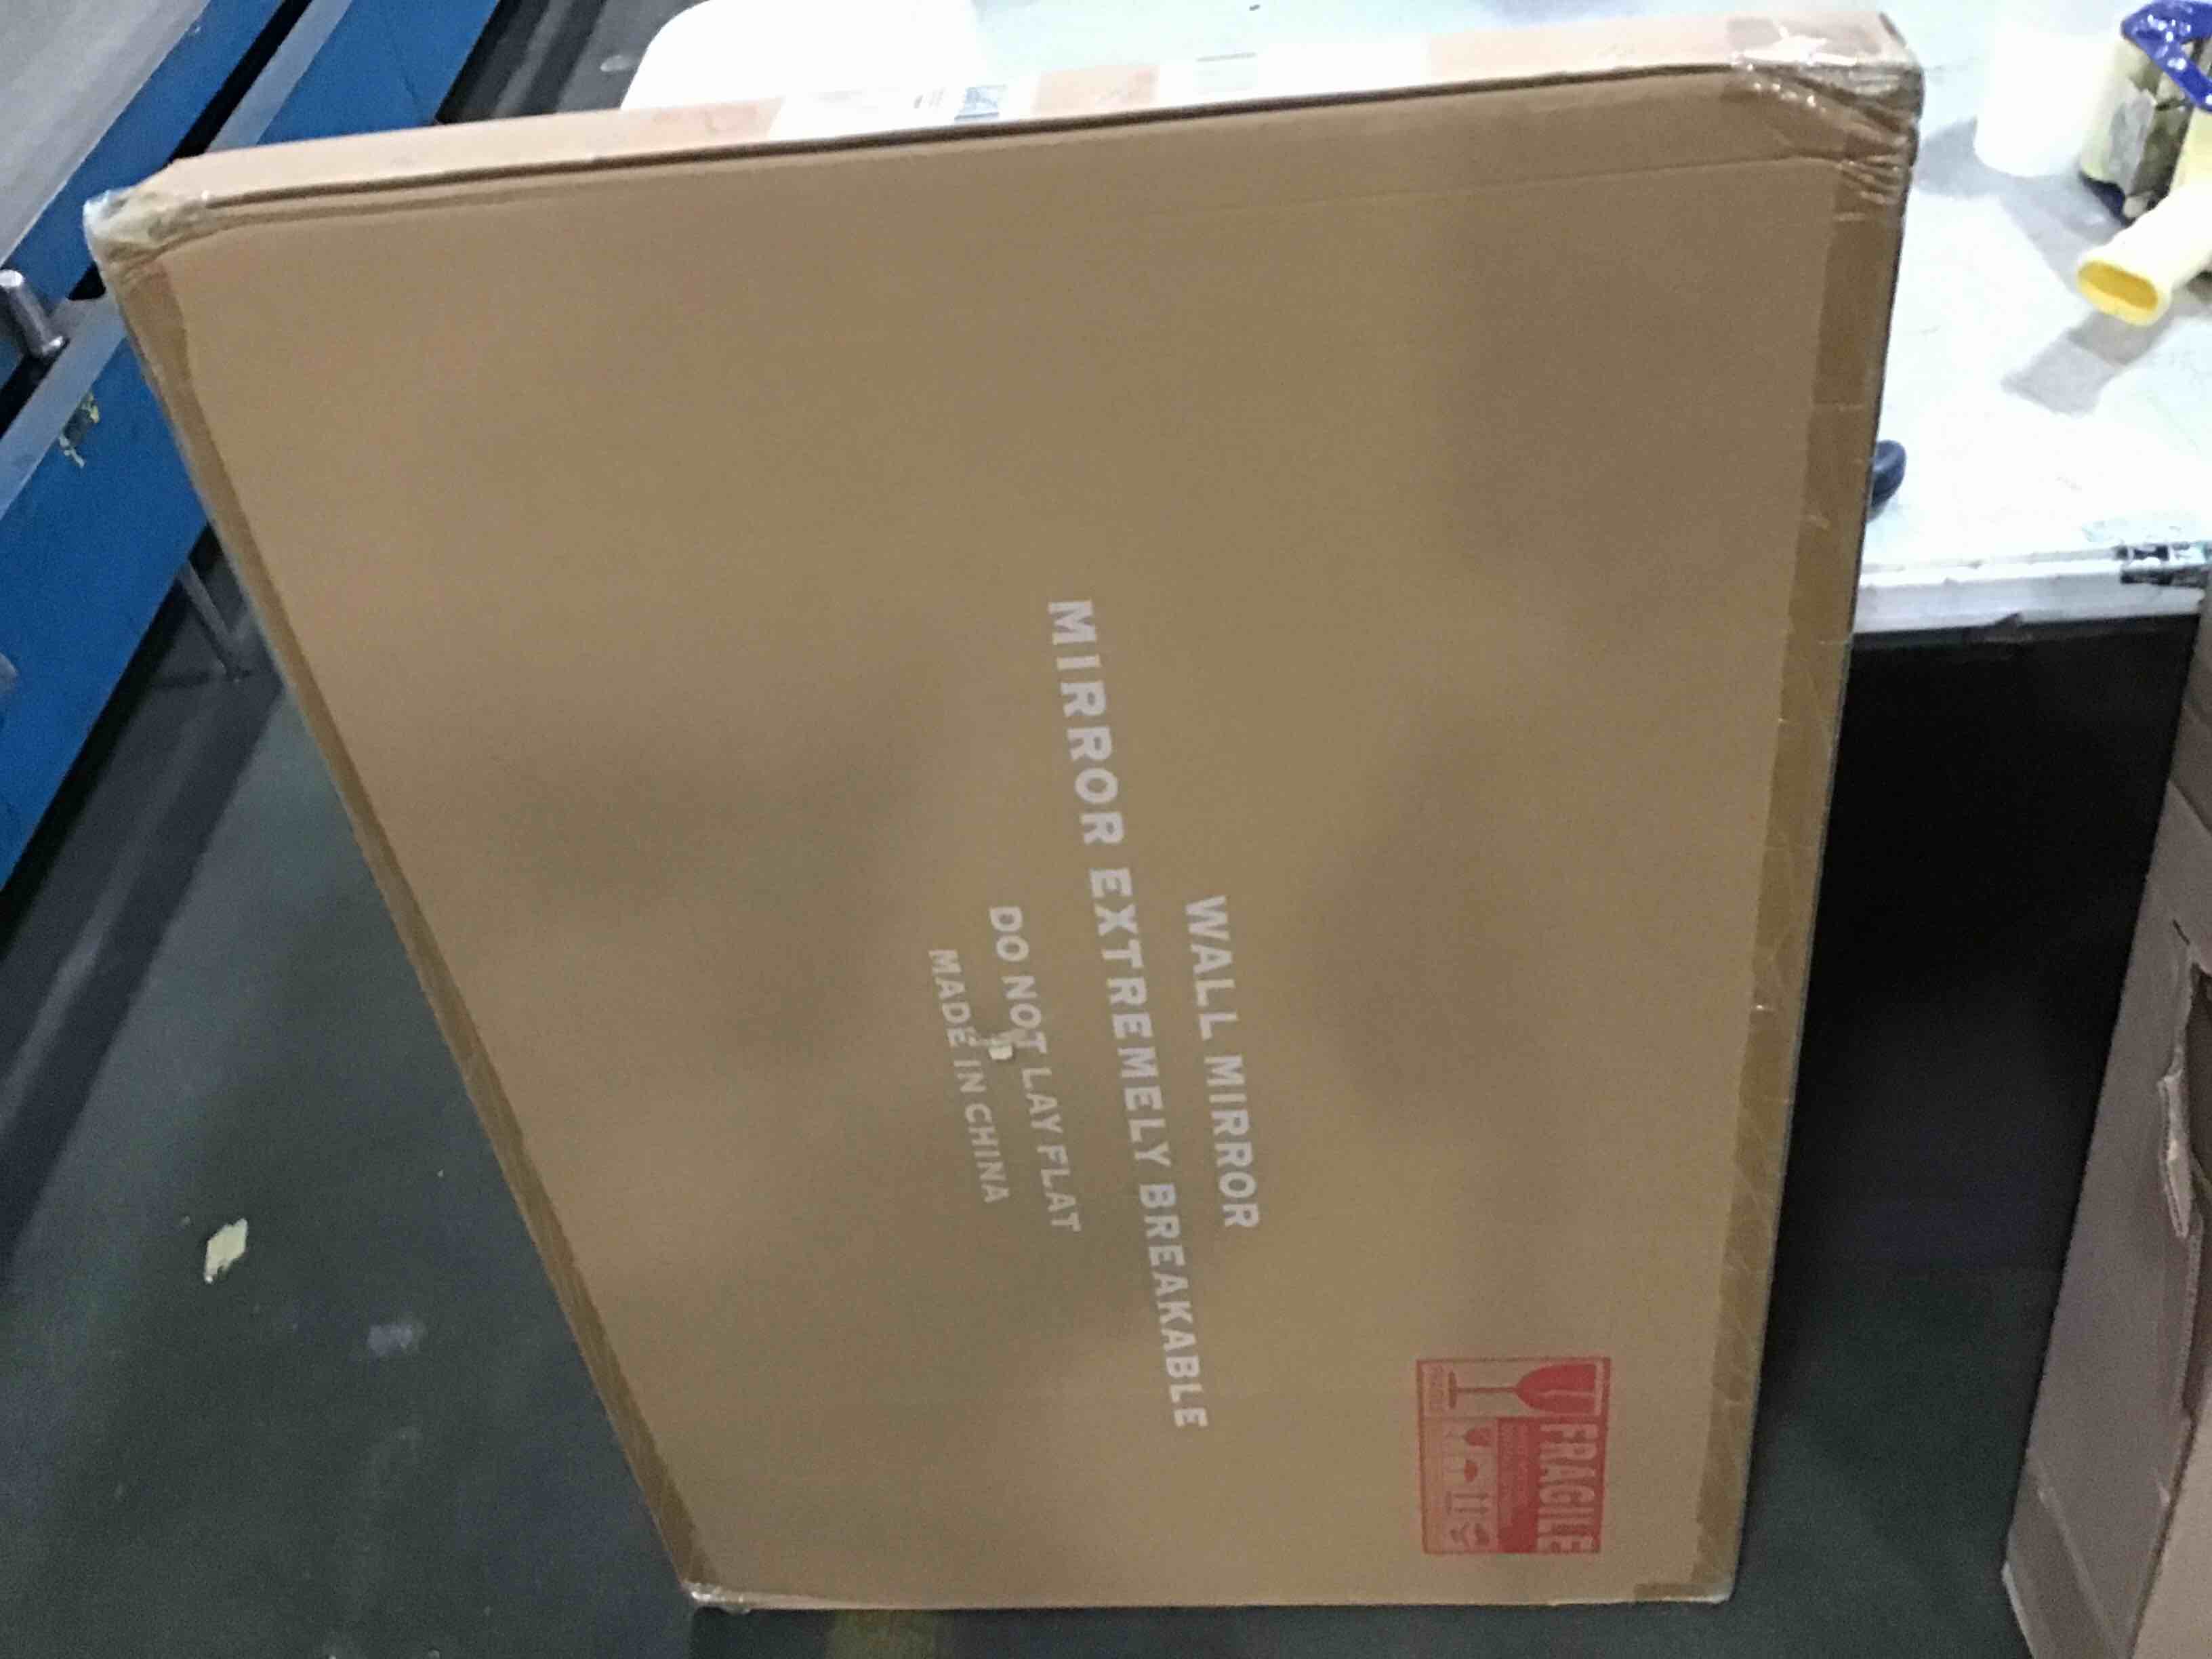 WALL MIRROR
MIRROR EXTREMELY BREAKABLE
DO NOT LAY FLAT
MADE IN CHINA
FRAGILE